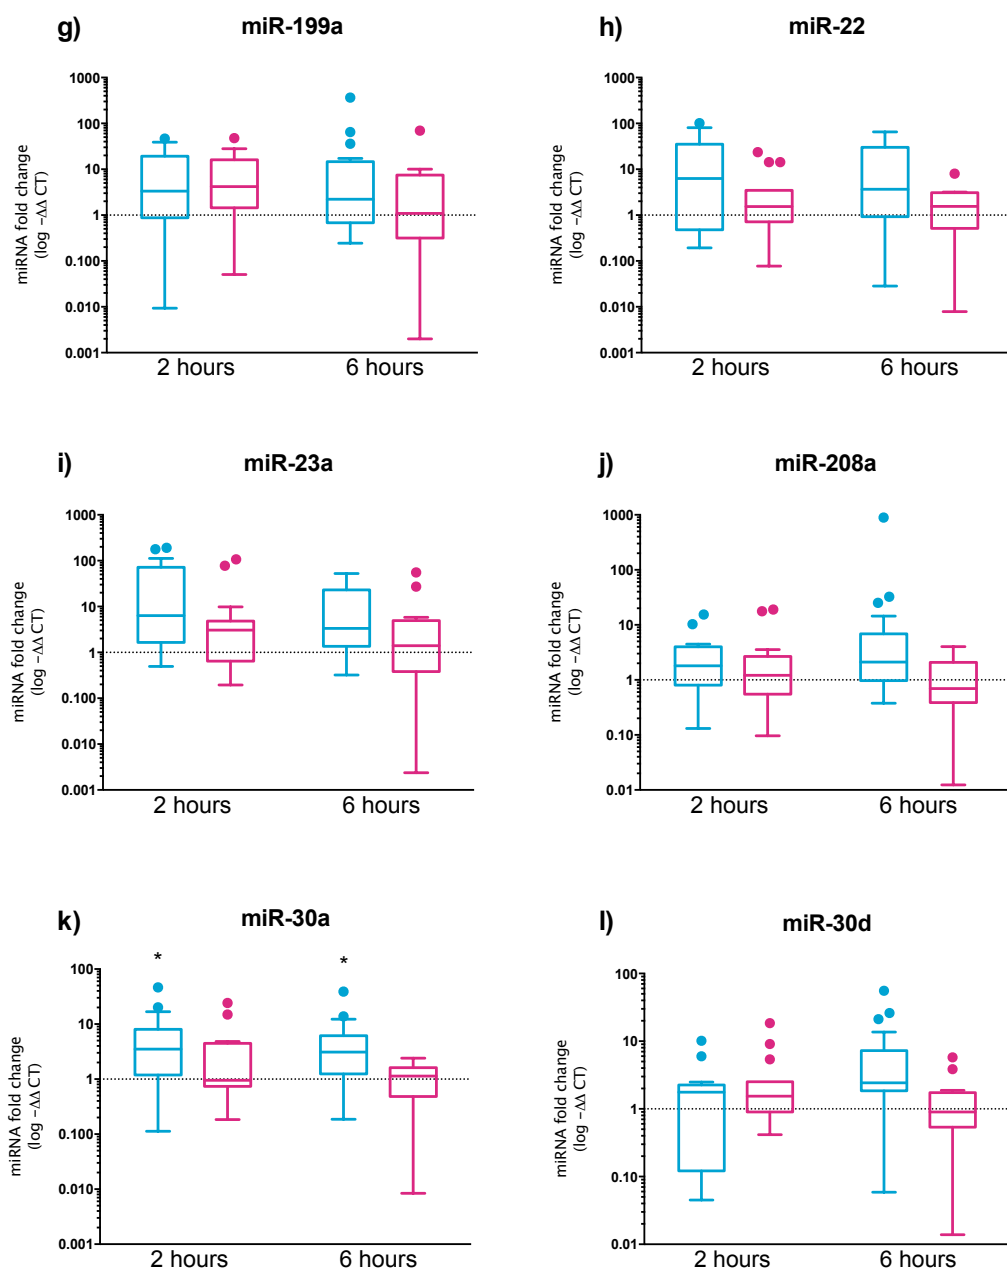 g) miR-199a
1000
100
10
1
0.100
0.010
0.001
miRNA fold change
(log −ΔΔ CT)
2 hours 6 hours
h) miR-22
1000
100
10
1
0.100
0.010
0.001
miRNA fold change
(log −ΔΔ CT)
2 hours 6 hours
i) miR-23a
1000
100
10
1
0.100
0.010
0.001
miRNA fold change
(log −ΔΔ CT)
2 hours 6 hours
j) miR-208a
1000
100
10
1
0.10
0.01
miRNA fold change
(log −ΔΔ CT)
2 hours 6 hours
k) miR-30a
* *
100
10
1
0.100
0.010
0.001
miRNA fold change
(log −ΔΔ CT)
2 hours 6 hours
l) miR-30d
100
10
1
0.10
0.01
miRNA fold change
(log −ΔΔ CT)
2 hours 6 hours